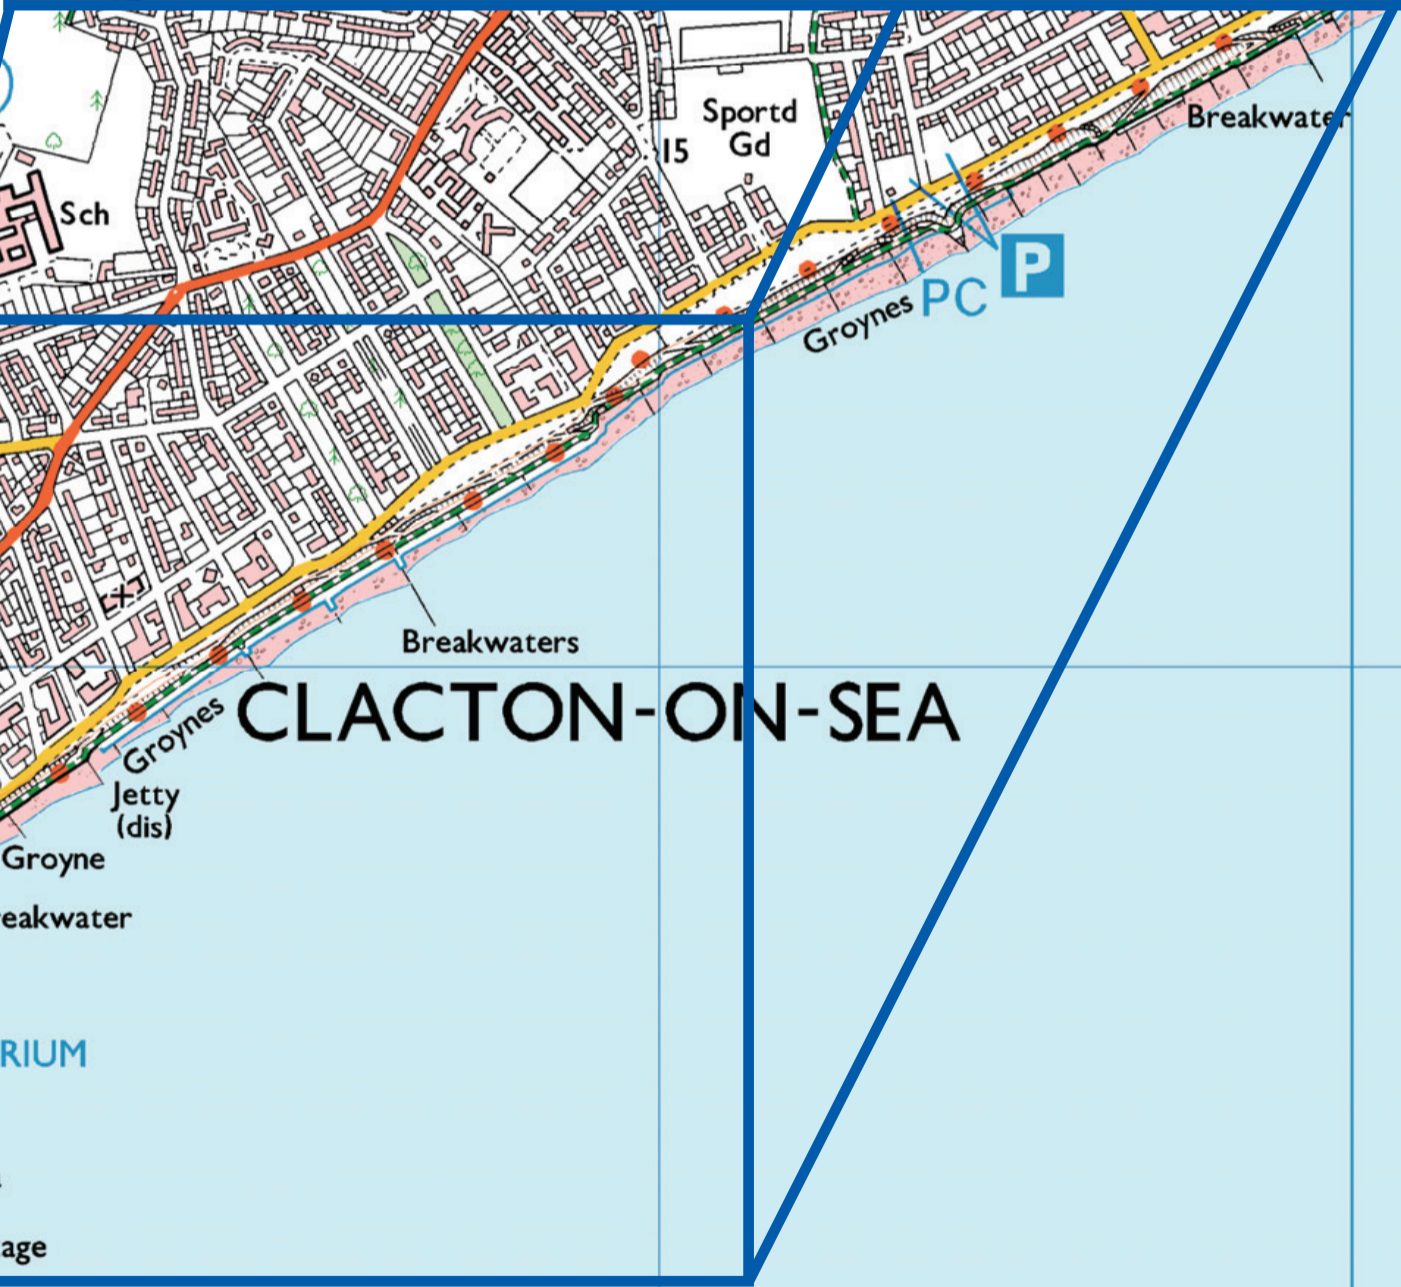 Sportd
Gd
15
Breakwater
Sch
P
PC
Groynes
Breakwaters
CLACTON-ON-SEA
Groynes
Jetty
(dis)
Groyne
eakwater
RIUM
age